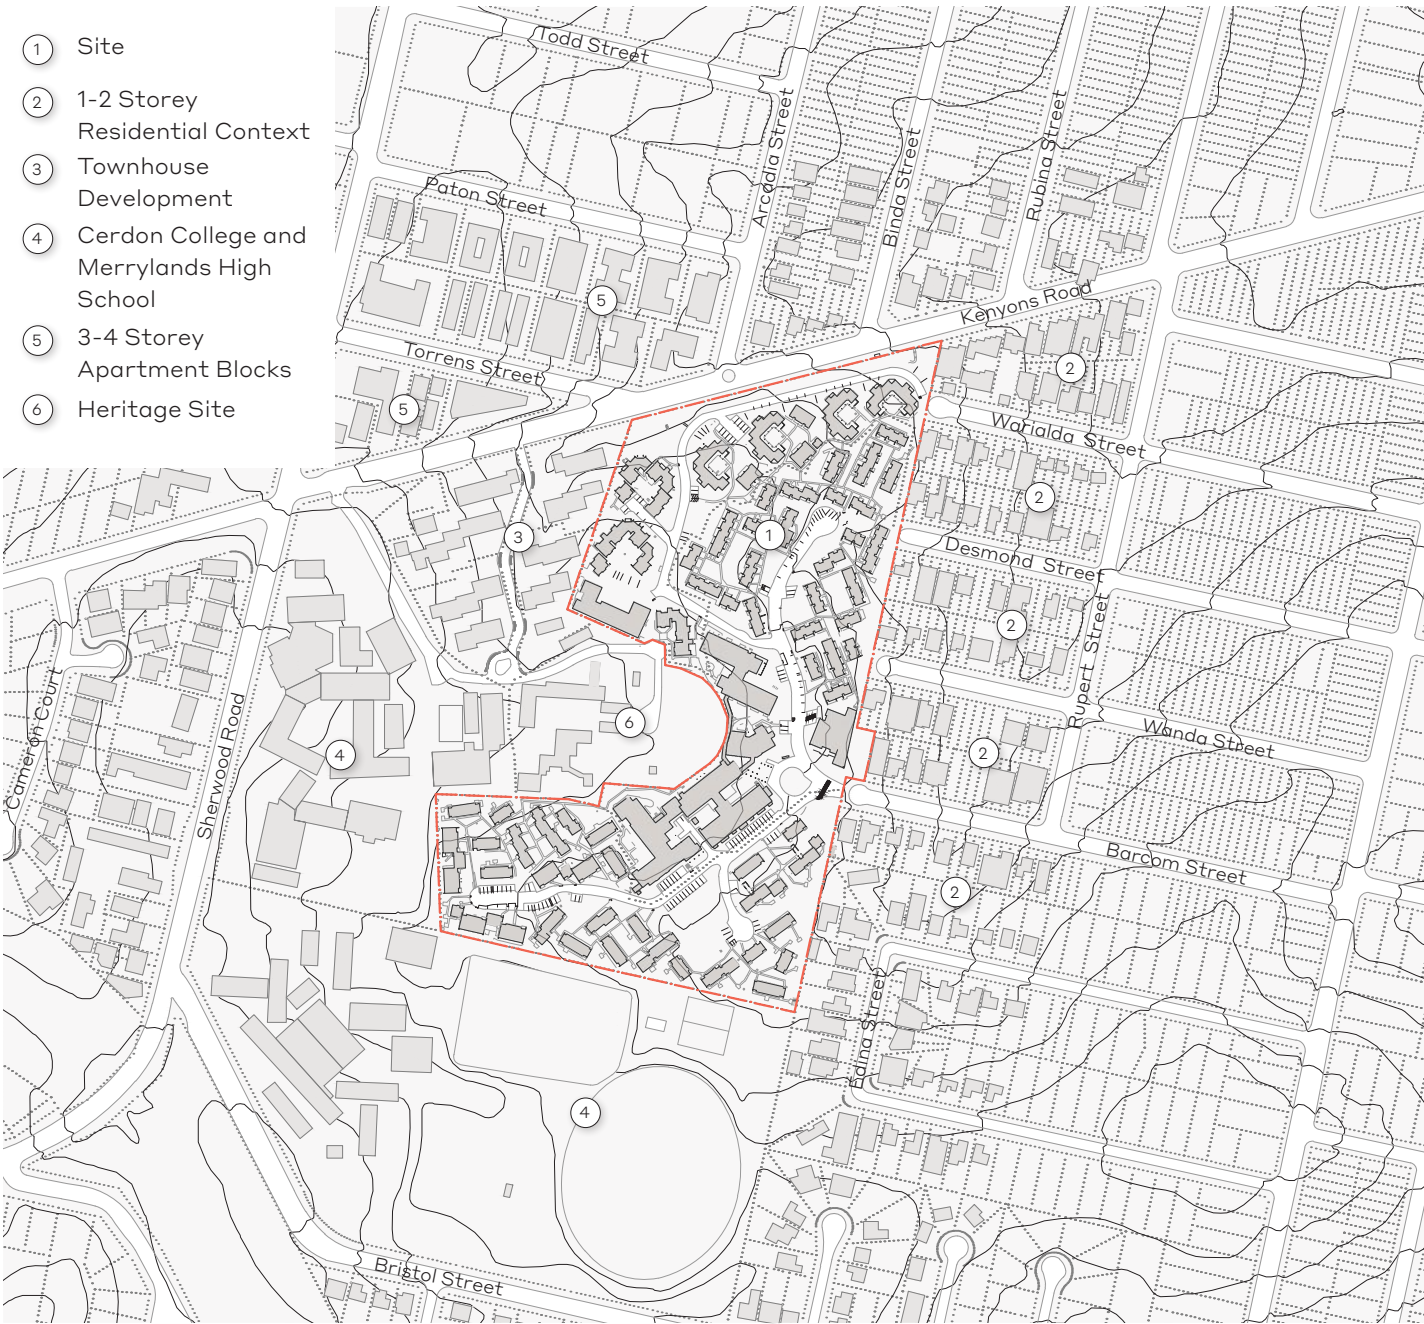 1 Site
2 1-2 Storey
Residential Context
3 Townhouse
Development
4 Cerdon College and
Merrylands High
School
5 3-4 Storey
Apartment Blocks
6 Heritage Site
Todd Street
Arcadia Street
Rubina Street
Binda Street
Paton Street
Kenyons Road
5
Torrens Street
2
5
Warialda Street
2
1
3
Desmond Street
2
Rupert Street
Cameron Court
Sherwood Road
6
Wanda Street
4
2
Barcom Street
2
Edina Street
4
Bristol Street